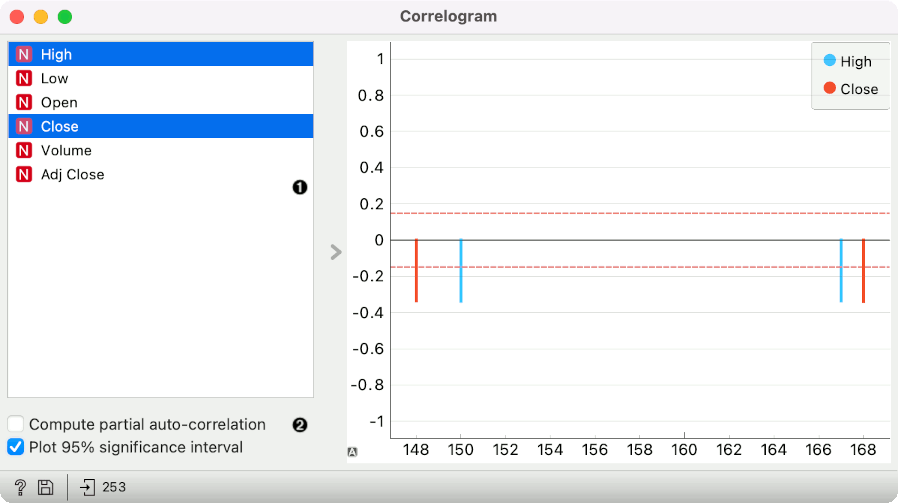 Correlogram
N High
N Low
N Open
N Close
N Volume
N Adj Close
1
Compute partial auto-correlation 2
Plot 95% significance interval
High
Close
1
0.8
0.6
0.4
0.2
0
-0.2
-0.4
-0.6
-0.8
-1
A
148 150 152 154 156 158 160 162 164 166 168
? 253